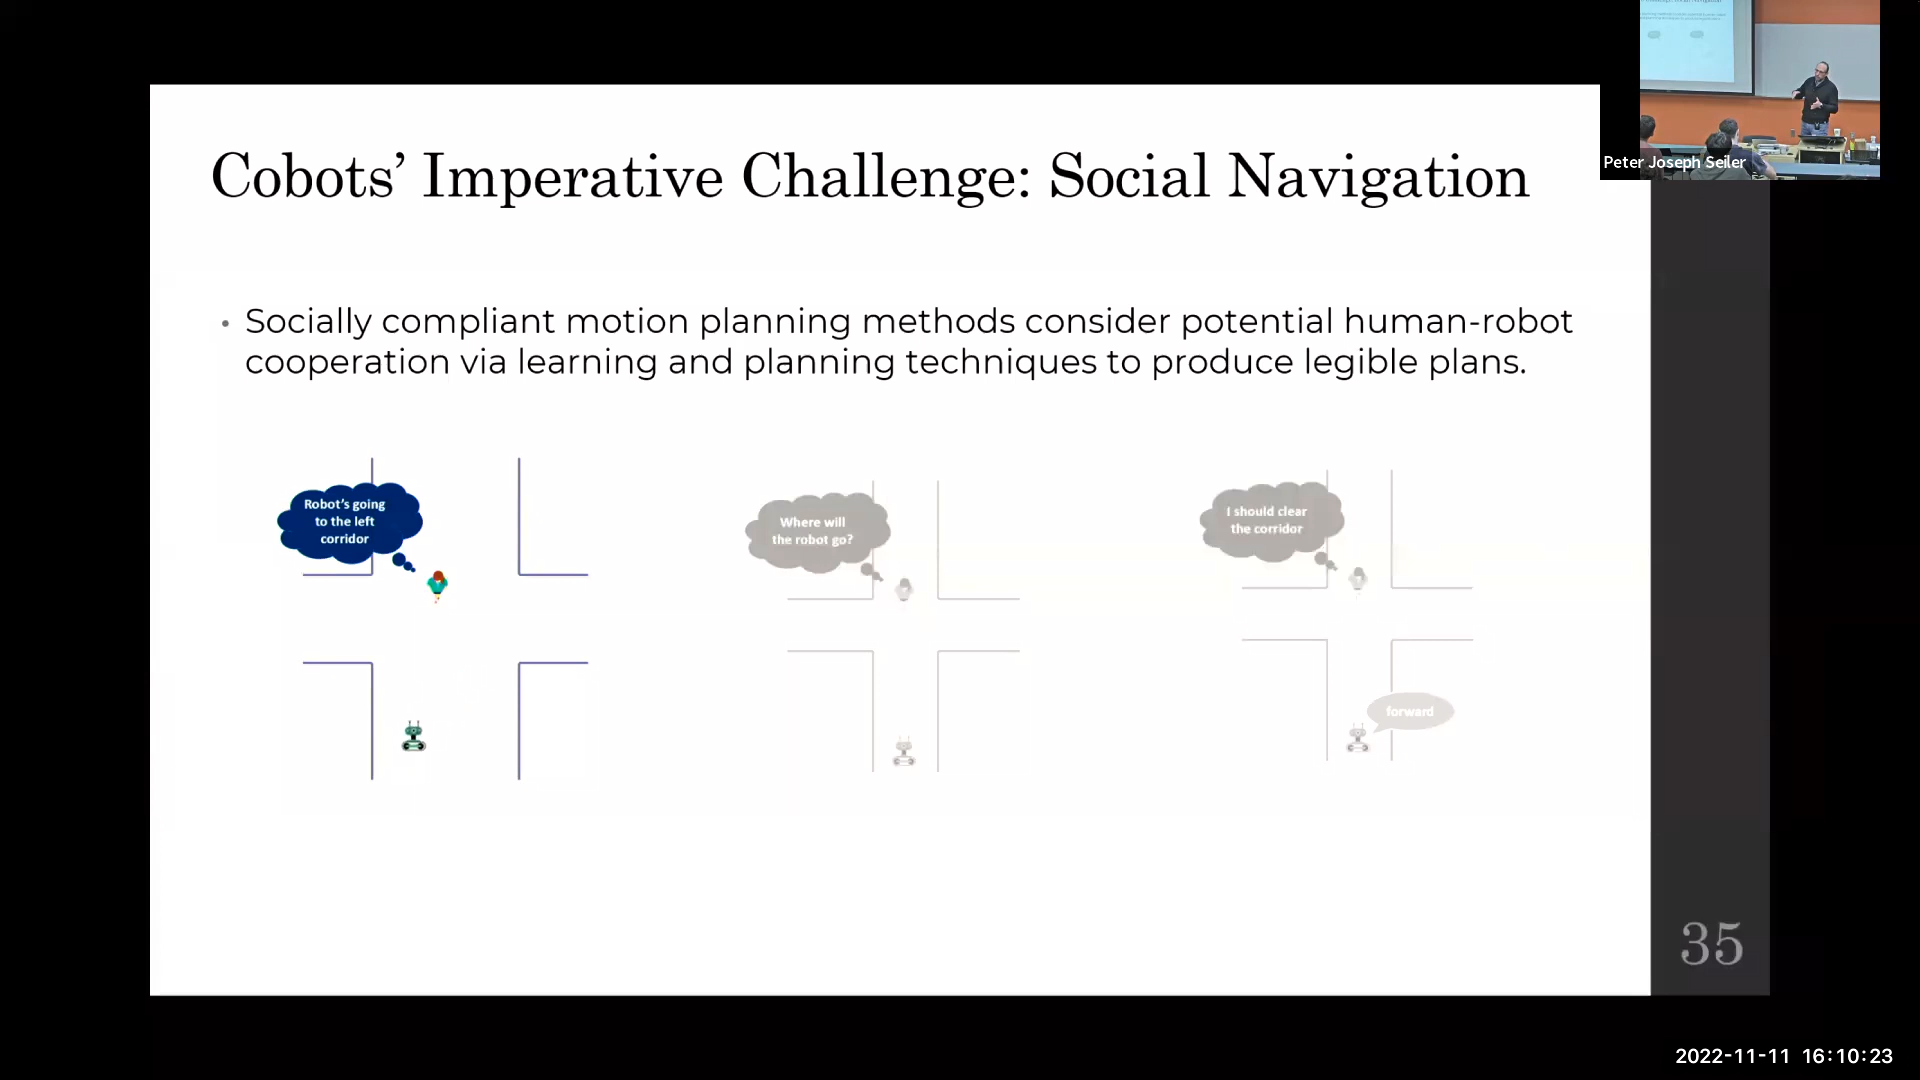 Cobots’ Imperative Challenge: Social Navigation
Peter Joseph Seiler
• Socially compliant motion planning methods consider potential human-robot
cooperation via learning and planning techniques to produce legible plans.
Robot’s going
to the left
corridor
Where will
the robot go?
I should clear
the corridor
forward
35
2022-11-11 16:10:23